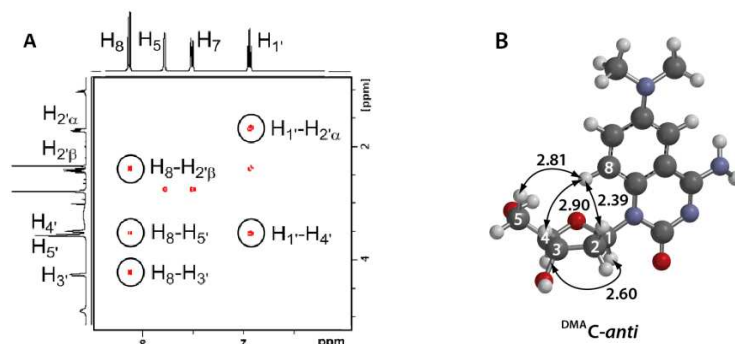 A
H8 H5 H7 H1'
[ppm]
H2'α
H2'β
H4'
H5'
H3'
H1'-H2'α
H8-H2'β
H8-H5'
H1'-H4'
H8-H3'
2
4
8 7 ppm
B
2.81
8
2.90 2.39
5
4 1
3 2
2.60
DMAC-anti